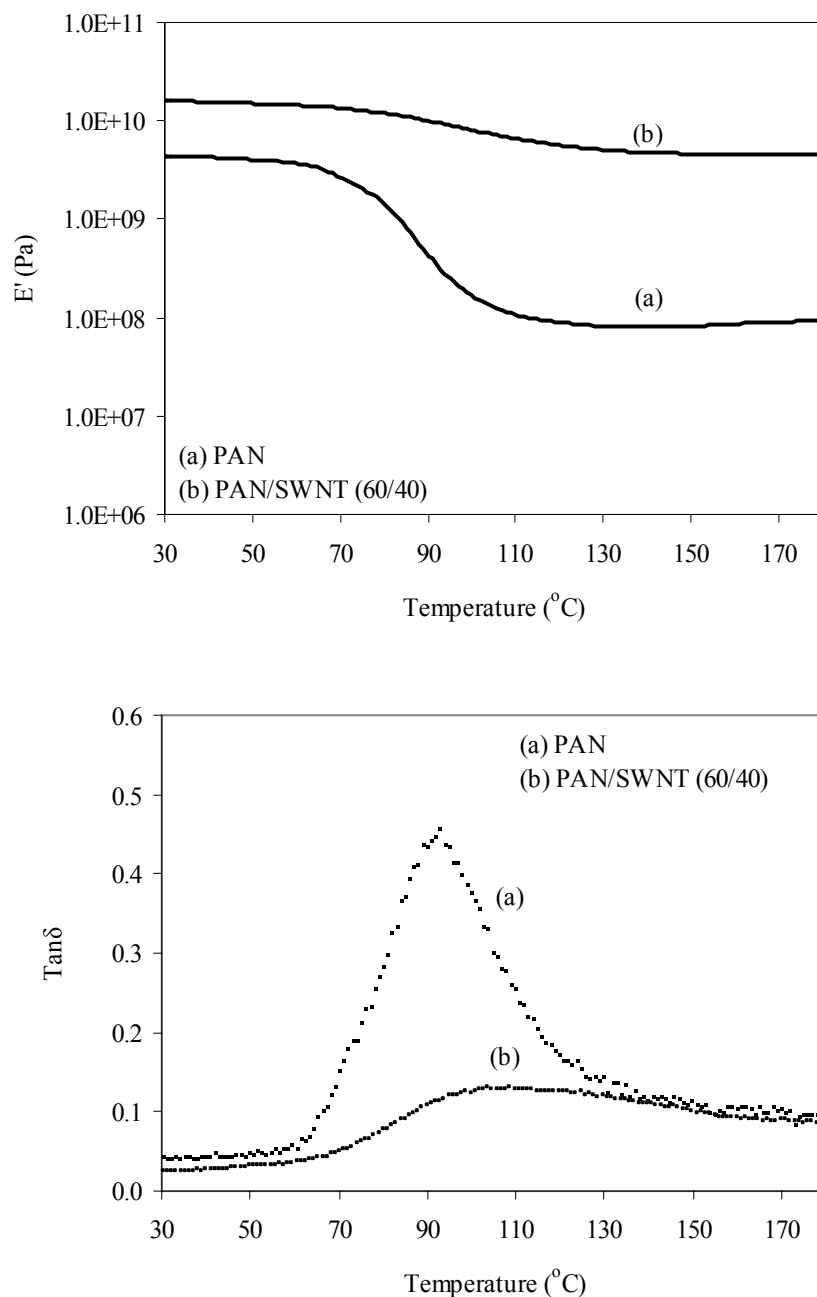 1.0E+11
1.0E+10
1.0E+09
1.0E+08
1.0E+07
1.0E+06
E' (Pa)
(b)
(a)
(a) PAN
(b) PAN/SWNT (60/40)
30 50 70 90 110 130 150 170
Temperature (°C)
0.6
0.5
0.4
0.3
0.2
0.1
0.0
Tanδ
(a) PAN
(b) PAN/SWNT (60/40)
(a)
(b)
30 50 70 90 110 130 150 170
Temperature (°C)